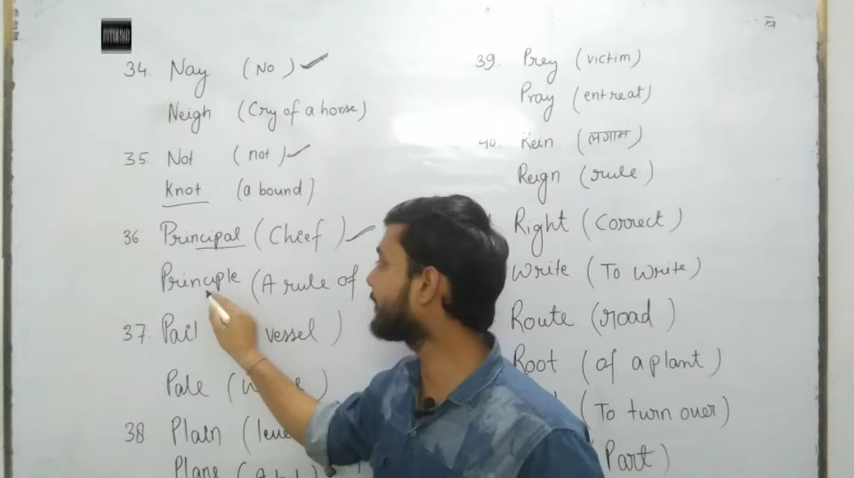 34. Nay (No)
Neigh (Cry of a horse)
35 Not (not)
Knot (a bound)
36 Principal (Cheef)
Principle (A rule of
37. Pail vessel)
Pale (
38 Plain (
Plane (
39. Prey (victim)
Pray (entreat)
40. Rein (लगाम)
Reign (rule)
Right (Correct)
Write (To write)
Route (road)
Root (of a plant)
(To turn over)
(Part)